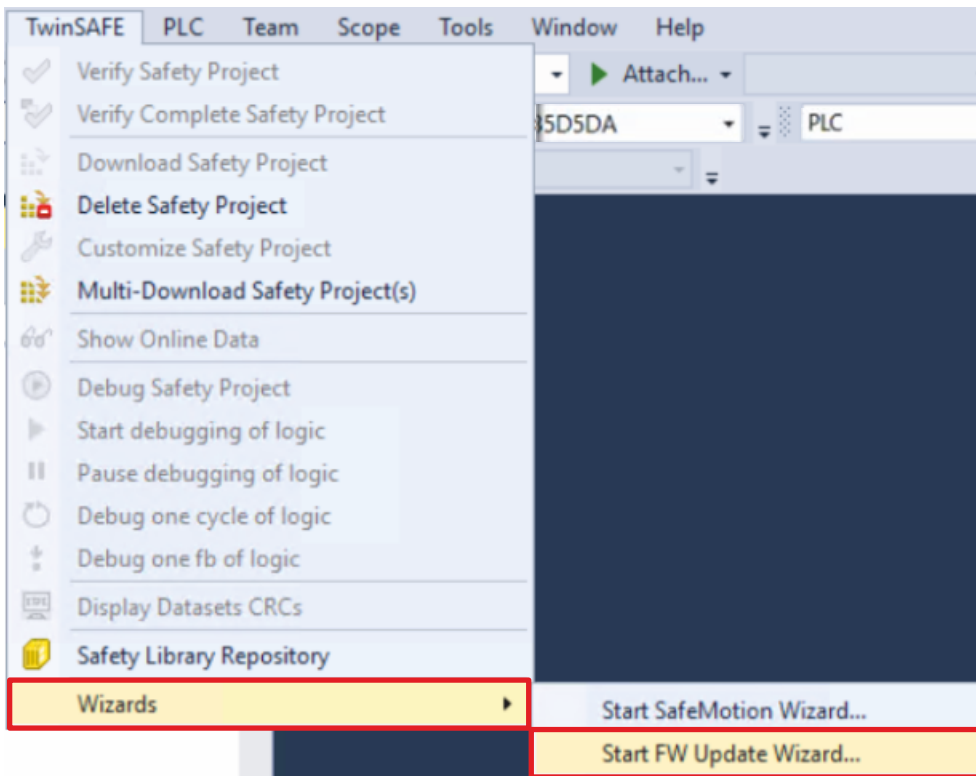 TwinSAFE PLC Team Scope Tools Window Help
Verify Safety Project
Attach...
Verify Complete Safety Project
35D5DA
PLC
Download Safety Project
Delete Safety Project
Customize Safety Project
Multi-Download Safety Project(s)
Show Online Data
Debug Safety Project
Start debugging of logic
Pause debugging of logic
Debug one cycle of logic
Debug one fb of logic
Display Datasets CRCs
Safety Library Repository
Wizards
Start SafeMotion Wizard...
Start FW Update Wizard...